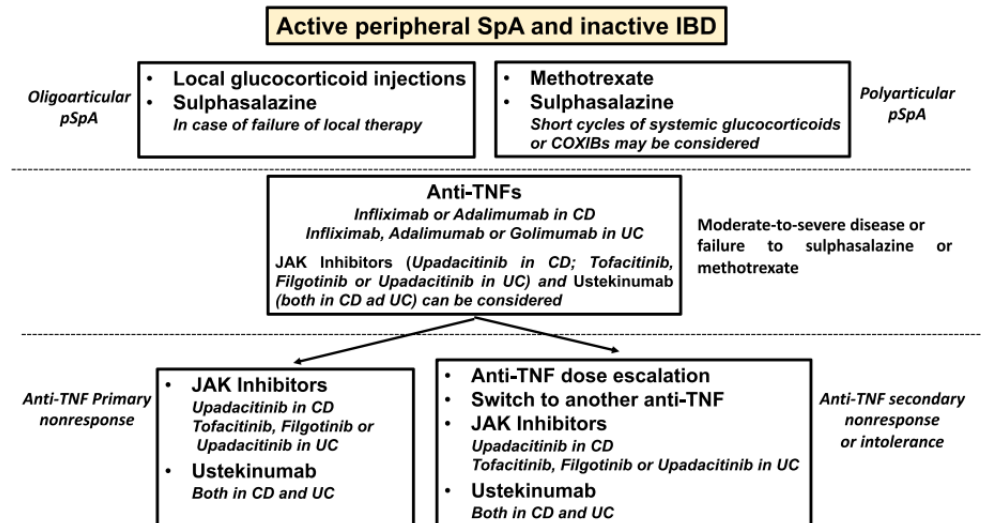 Active peripheral SpA and inactive IBD
Oligoarticular
pSpA
• Local glucocorticoid injections
• Sulphasalazine
In case of failure of local therapy
• Methotrexate
• Sulphasalazine
Short cycles of systemic glucocorticoids
or COXIBs may be considered
Polyarticular
pSpA
Anti-TNFs
Infliximab or Adalimumab in CD
Infliximab, Adalimumab or Golimumab in UC
JAK Inhibitors (Upadacitinib in CD; Tofacitinib,
Filgotinib or Upadacitinib in UC) and Ustekinumab
(both in CD ad UC) can be considered
Moderate-to-severe disease or
failure to sulphasalazine or
methotrexate
Anti-TNF Primary
nonresponse
• JAK Inhibitors
Upadacitinib in CD
Tofacitinib, Filgotinib or
Upadacitinib in UC
• Ustekinumab
Both in CD and UC
• Anti-TNF dose escalation
• Switch to another anti-TNF
• JAK Inhibitors
Upadacitinib in CD
Tofacitinib, Filgotinib or Upadacitinib in UC
• Ustekinumab
Both in CD and UC
Anti-TNF secondary
nonresponse
or intolerance